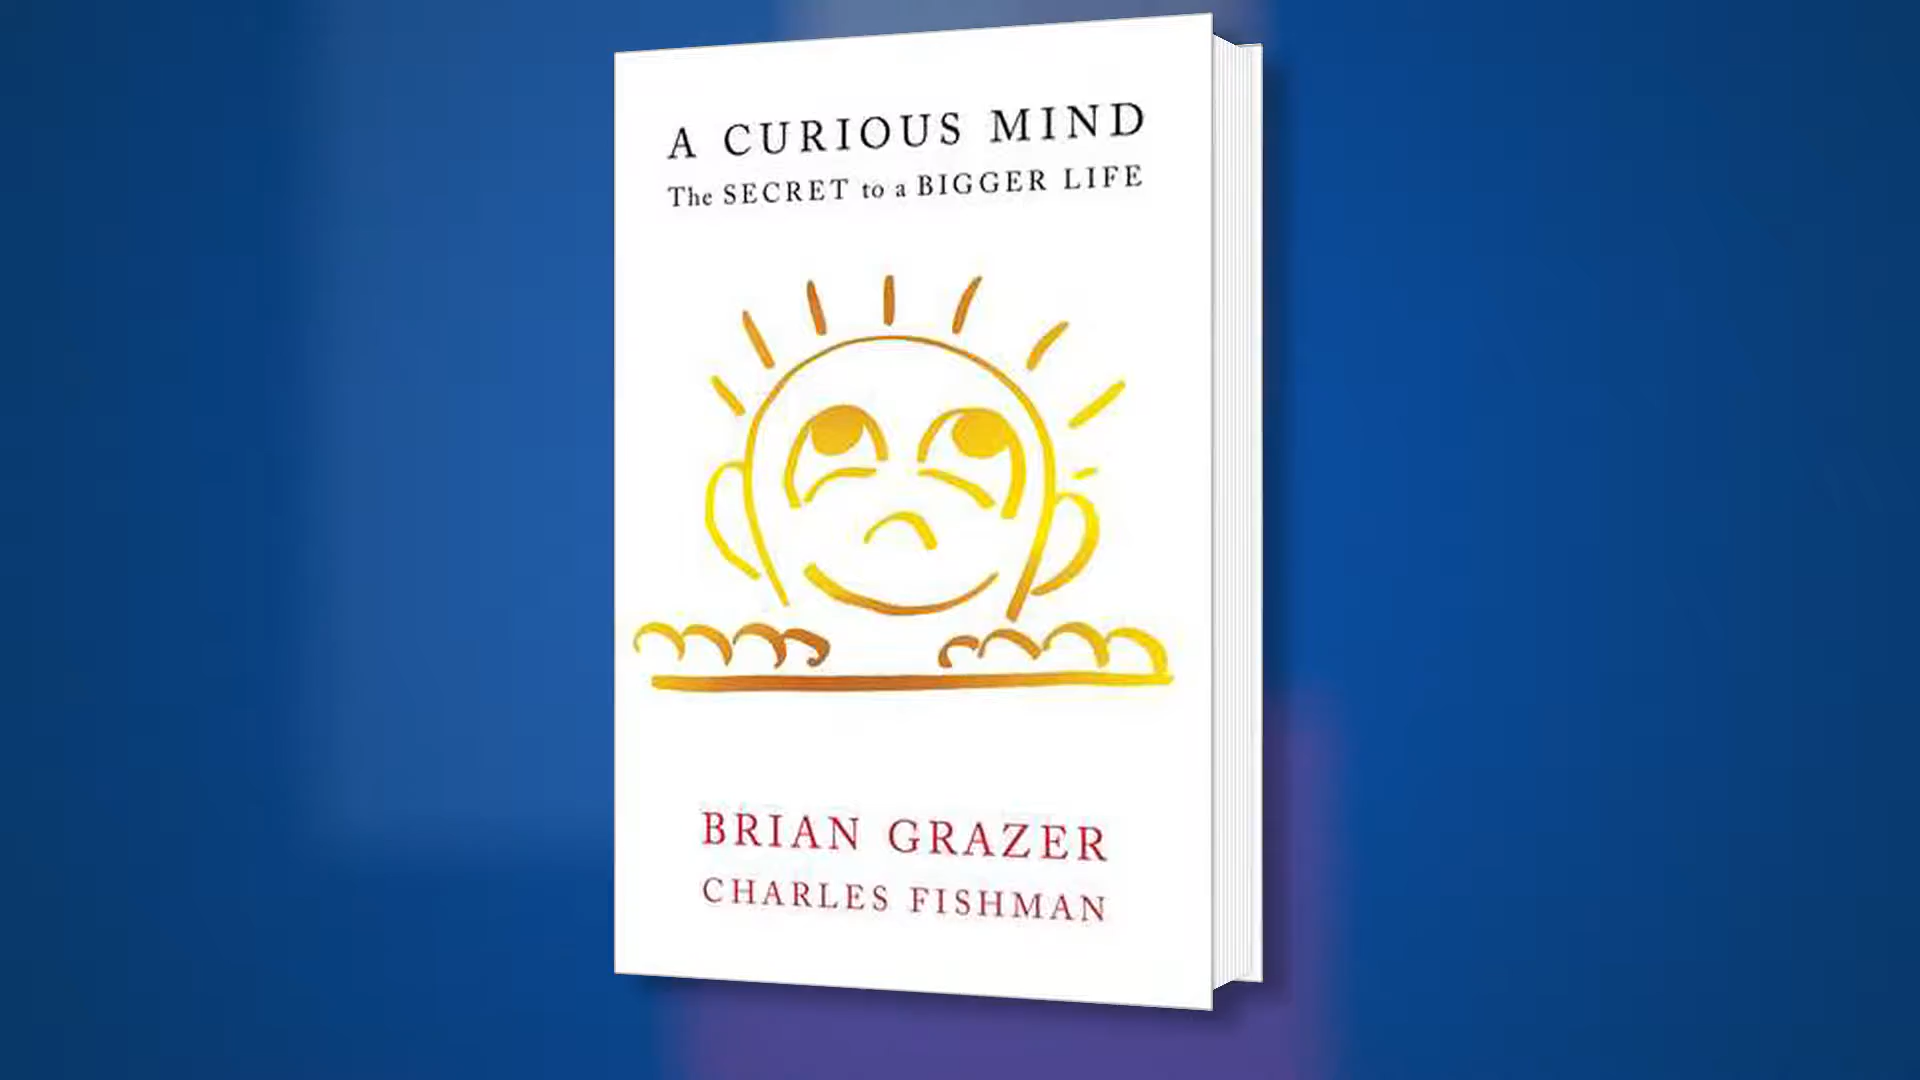 A CURIOUS MIND
The SECRET to a BIGGER LIFE
BRIAN GRAZER
CHARLES FISHMAN